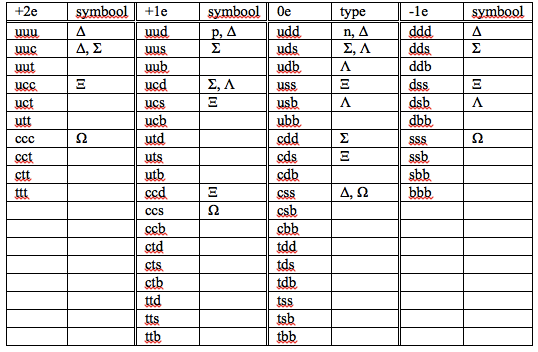 +2e symbool +1e symbool 0e type -1e symbool
uuu Δ uud p, Δ udd n, Δ ddd Δ
uuc Δ, Σ uus Σ uds Σ, Λ dds Σ
uut uub udb Λ ddb
ucc Ξ ucd Σ, Λ uss Ξ dss Ξ
uct ucs Ξ usb Λ dsb Λ
utt ucb ubb dbb
ccc Ω utd cdd Σ sss Ω
cct uts cds Ξ ssb
ctt utb cdb sbb
ttt ccd Ξ css Δ, Ω bbb
ccs Ω csb
ccb cbb
ctd tdd
cts tds
ctb tdb
ttd tss
tts tsb
ttb tbb